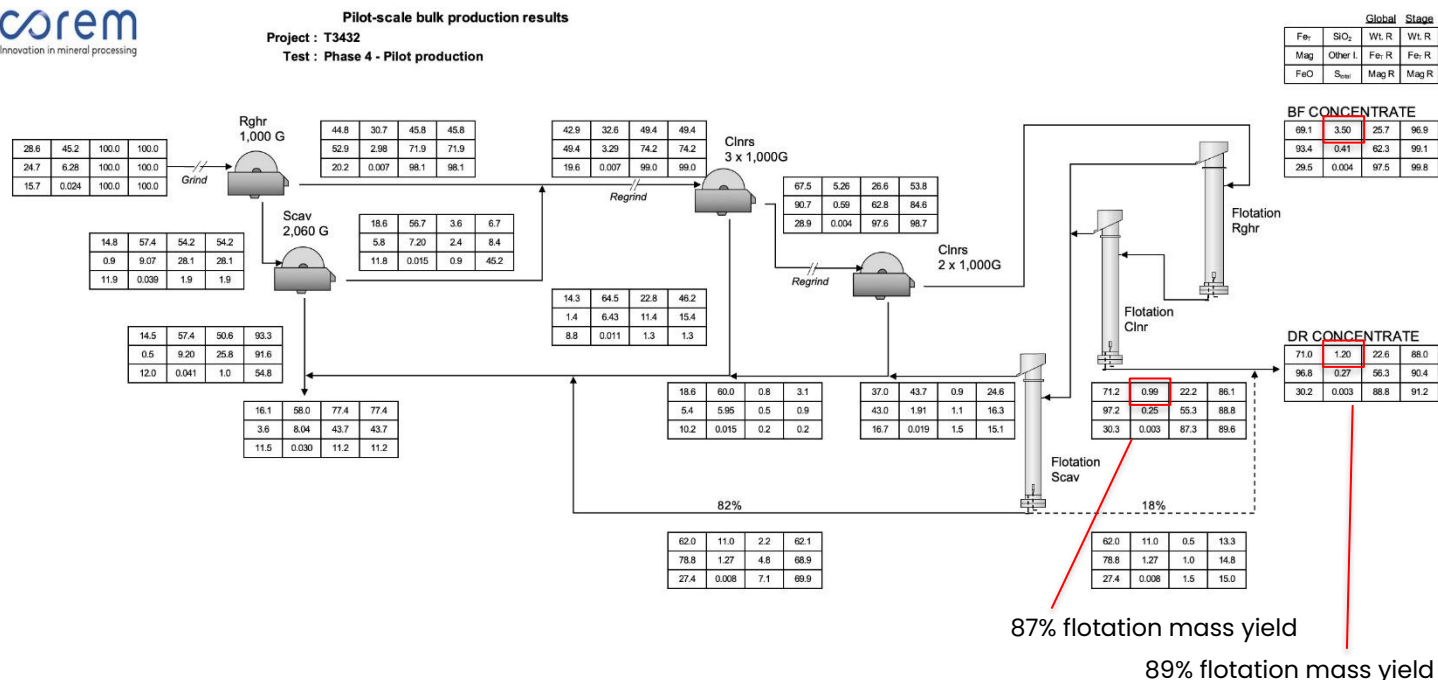 corem
Innovation in mineral processing
Pilot-scale bulk production results
Project : T3432
Test : Phase 4 - Pilot production
Global Stage
FeT SiO2 Wt. R Wt. R
Mag Other I. FeT R FeT R
FeO Stotal Mag R Mag R
BF CONCENTRATE
69.1 3.50 25.7 96.9
93.4 0.41 62.3 99.1
29.5 0.004 97.5 99.8
28.6 45.2 100.0 100.0
24.7 6.28 100.0 100.0
15.7 0.024 100.0 100.0
Grind
Rghr
1,000 G
44.8 30.7 45.8 45.8
52.9 2.98 71.9 71.9
20.2 0.007 98.1 98.1
42.9 32.6 49.4 49.4
49.4 3.29 74.2 74.2
19.6 0.007 99.0 99.0
Regrind
Clnrs
3 x 1,000G
67.5 5.26 26.6 53.8
90.7 0.59 62.8 84.6
28.9 0.004 97.6 98.7
Flotation
Rghr
Scav
2,060 G
18.6 56.7 3.6 6.7
5.8 7.20 2.4 8.4
11.8 0.015 0.9 45.2
14.8 57.4 54.2 54.2
0.9 9.07 28.1 28.1
11.9 0.039 1.9 1.9
Regrind
Clnrs
2 x 1,000G
14.3 64.5 22.8 46.2
1.4 6.43 11.4 15.4
8.8 0.011 1.3 1.3
Flotation
Clnr
14.5 57.4 50.6 93.3
0.5 9.20 25.8 91.6
12.0 0.041 1.0 54.8
DR CONCENTRATE
71.0 1.20 22.6 88.0
96.8 0.27 56.3 90.4
30.2 0.003 88.8 91.2
16.1 58.0 77.4 77.4
3.6 8.04 43.7 43.7
11.5 0.030 11.2 11.2
18.6 60.0 0.8 3.1
5.4 5.95 0.5 0.9
10.2 0.015 0.2 0.2
37.0 43.7 0.9 24.6
43.0 1.91 1.1 16.3
16.7 0.019 1.5 15.1
71.2 0.99 22.2 86.1
97.2 0.25 55.3 88.8
30.3 0.003 87.3 89.6
Flotation
Scav
82%
18%
62.0 11.0 2.2 62.1
78.8 1.27 4.8 68.9
27.4 0.008 7.1 69.9
62.0 11.0 0.5 13.3
78.8 1.27 1.0 14.8
27.4 0.008 1.5 15.0
87% flotation mass yield
89% flotation mass yield